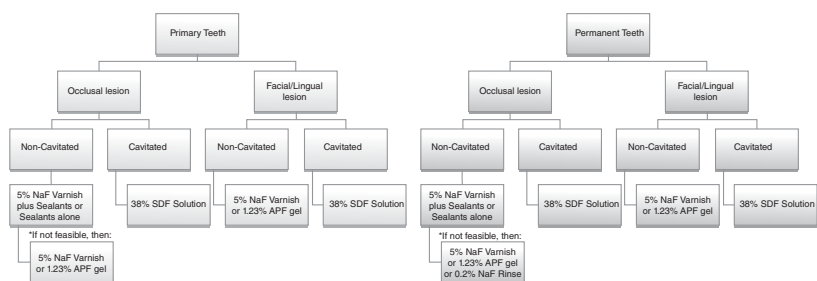 Primary Teeth
Occlusal lesion
Facial/Lingual
lesion
Non-Cavitated
Cavitated
Non-Cavitated
Cavitated
5% NaF Varnish
plus Sealants or
Sealants alone
38% SDF Solution
5% NaF Varnish
or 1.23% APF gel
38% SDF Solution
*If not feasible, then:
5% NaF Varnish
or 1.23% APF gel
Permanent Teeth
Occlusal lesion
Facial/Lingual
lesion
Non-Cavitated
Cavitated
Non-Cavitated
Cavitated
5% NaF Varnish
plus Sealants or
Sealants alone
38% SDF Solution
5% NaF Varnish
or 1.23% APF gel
38% SDF Solution
*If not feasible, then:
5% NaF Varnish
or 1.23% APF gel
or 0.2% NaF Rinse